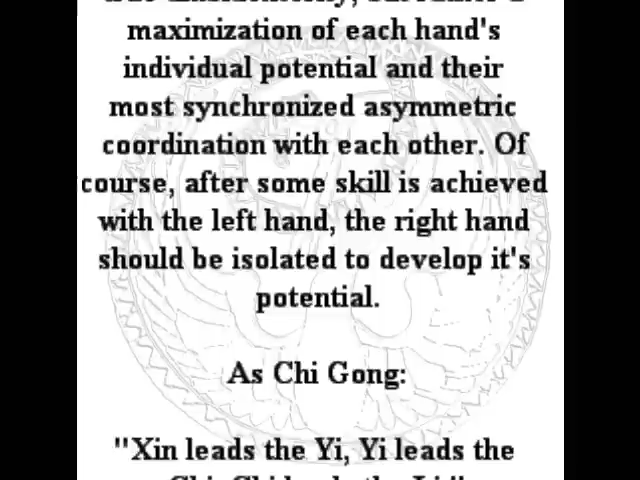 maximization of each hand's
individual potential and their
most synchronized asymmetric
coordination with each other. Of
course, after some skill is achieved
with the left hand, the right hand
should be isolated to develop it's
potential.
As Chi Gong:
"Xin leads the Yi, Yi leads the